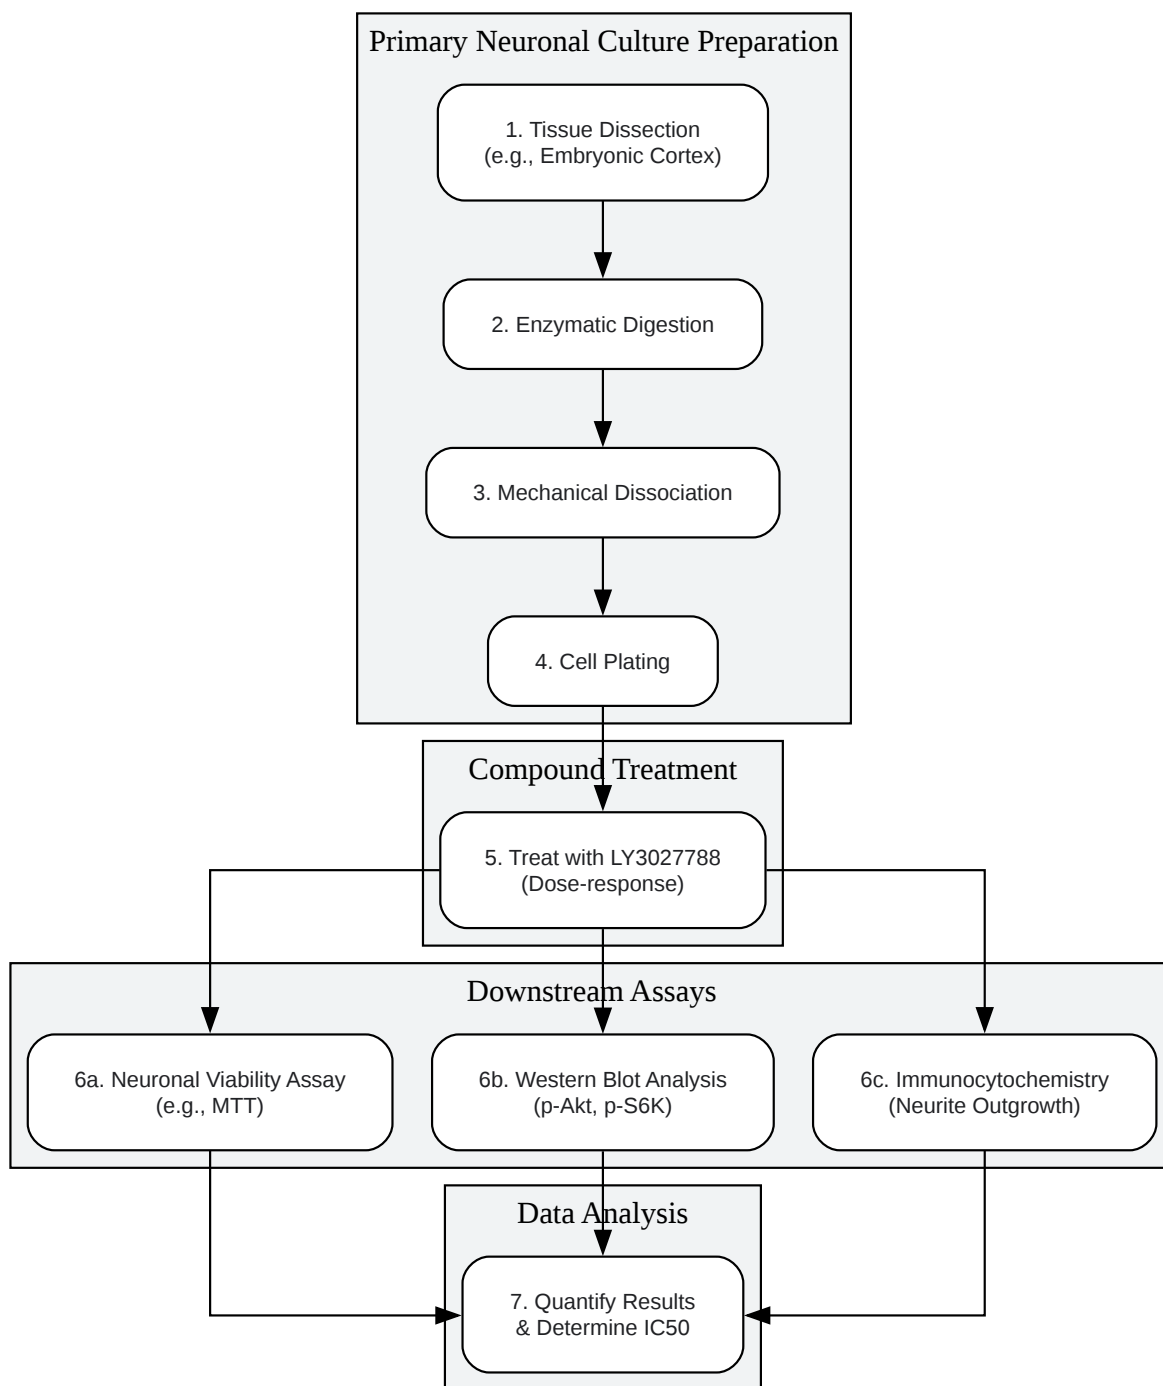 Primary Neuronal Culture Preparation
1. Tissue Dissection
(e.g., Embryonic Cortex)
2. Enzymatic Digestion
3. Mechanical Dissociation
4. Cell Plating
Compound Treatment
5. Treat with LY3027788
(Dose-response)
Downstream Assays
6a. Neuronal Viability Assay
(e.g., MTT)
6b. Western Blot Analysis
(p-Akt, p-S6K)
6c. Immunocytochemistry
(Neurite Outgrowth)
Data Analysis
7. Quantify Results
& Determine IC50